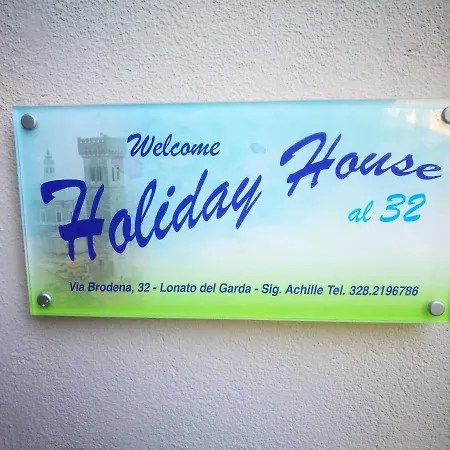 Welcome
Holiday House
al 32
Via Brodena, 32 - Lonato del Garda - Sig. Achille Tel. 328.2196786